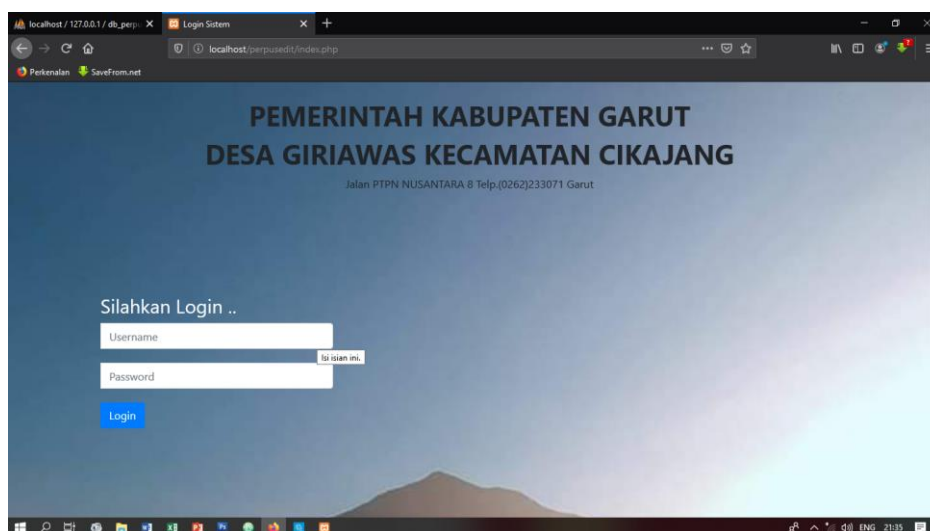 localhost / 127.0.0.1 / db_perp
Login Sistem
localhost/perpusedit/index.php
Perkenalan
SaveFrom.net
PEMERINTAH KABUPATEN GARUT
DESA GIRIAWAS KECAMATAN CIKAJANG
Jalan PTPN NUSANTARA 8 Telp.(0262)233071 Garut
Silahkan Login ..
Username
Isi isian ini.
Password
Login
ENG
21:35